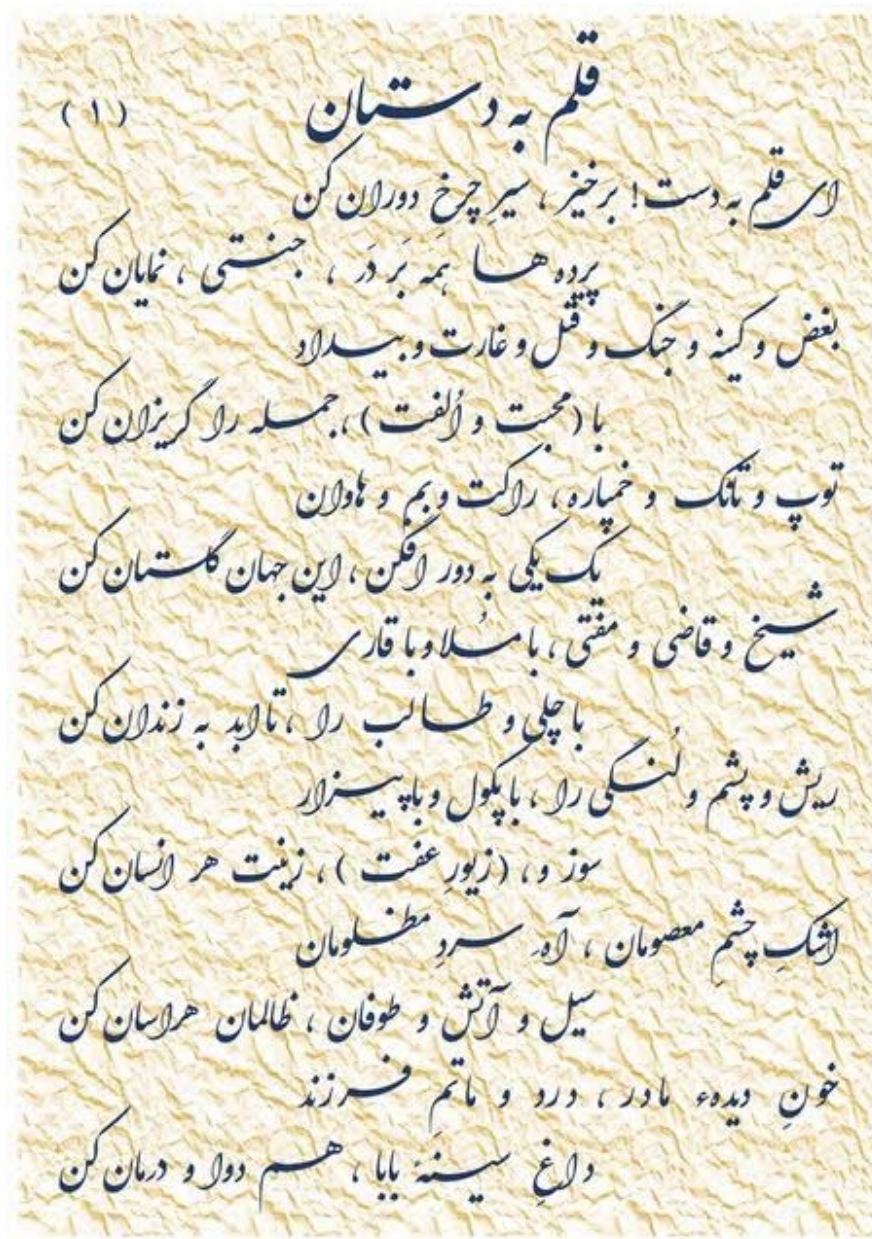 قلم به دستان
( ۱ )
ای قلم به دست! برخیز، سَیرِ چرخِ دوران کن
پرده ها همه بَر دَر، جنتی، نمایان کن
بغض و کینه و جنگ و قتل و غارت و بیداد
با (محبت و اُلفت)، جمله را گریزان کن
توپ و تانک و خمپاره، راکت و بم و هاوان
یک یکی به دور افگن، این جهان گلستان کن
شیخ و قاضی و مفتی، با مُلا و با قاری
با چلی و طالب را، تا ابد به زندان کن
ریش و پشم و لُنگی را، با پکول و با پیزار
سوز و، (زیورِ عفت)، زینت هر انسان کن
اشکِ چشمِ معصومان، آهِ سردِ مظلومان
سیل و آتش و طوفان، ظالمان هراسان کن
خونِ دیدهء مادر، درد و ماتمِ فرزند
داغِ سینهٔ بابا، هم دوا و درمان کن